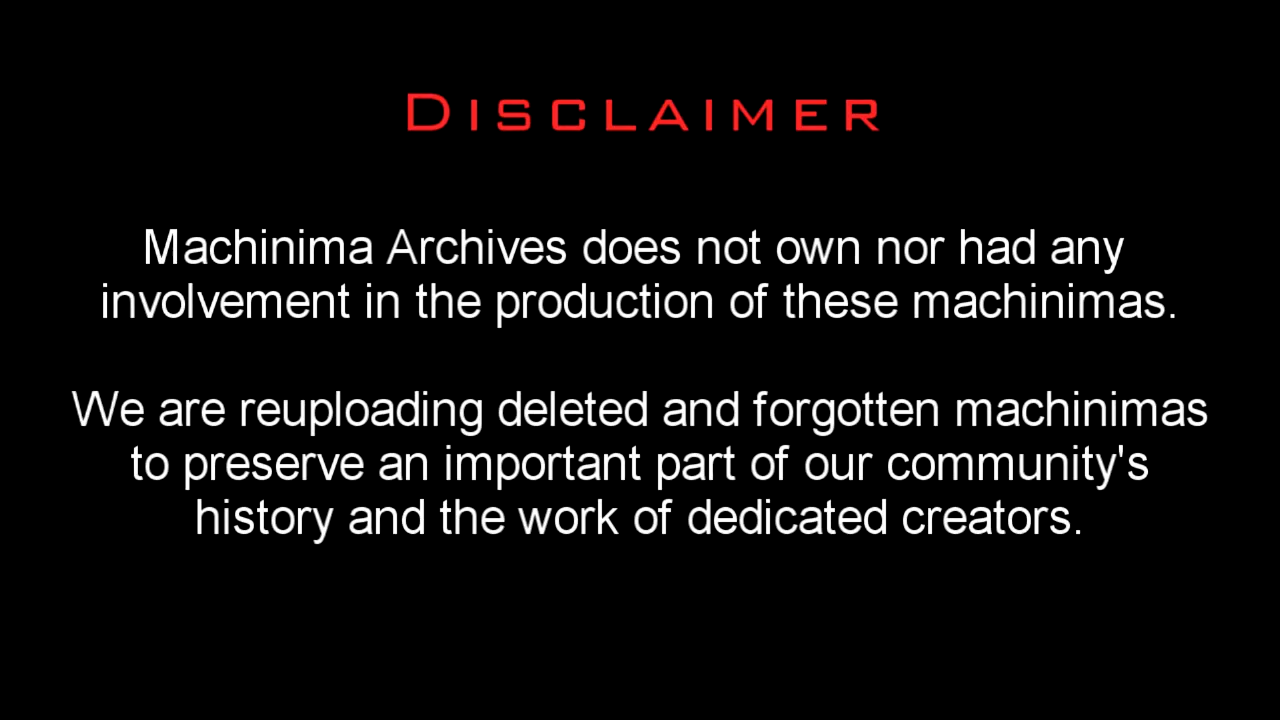 DISCLAIMER
Machinima Archives does not own nor had any
involvement in the production of these machinimas.
We are reuploading deleted and forgotten machinimas
to preserve an important part of our community's
history and the work of dedicated creators.